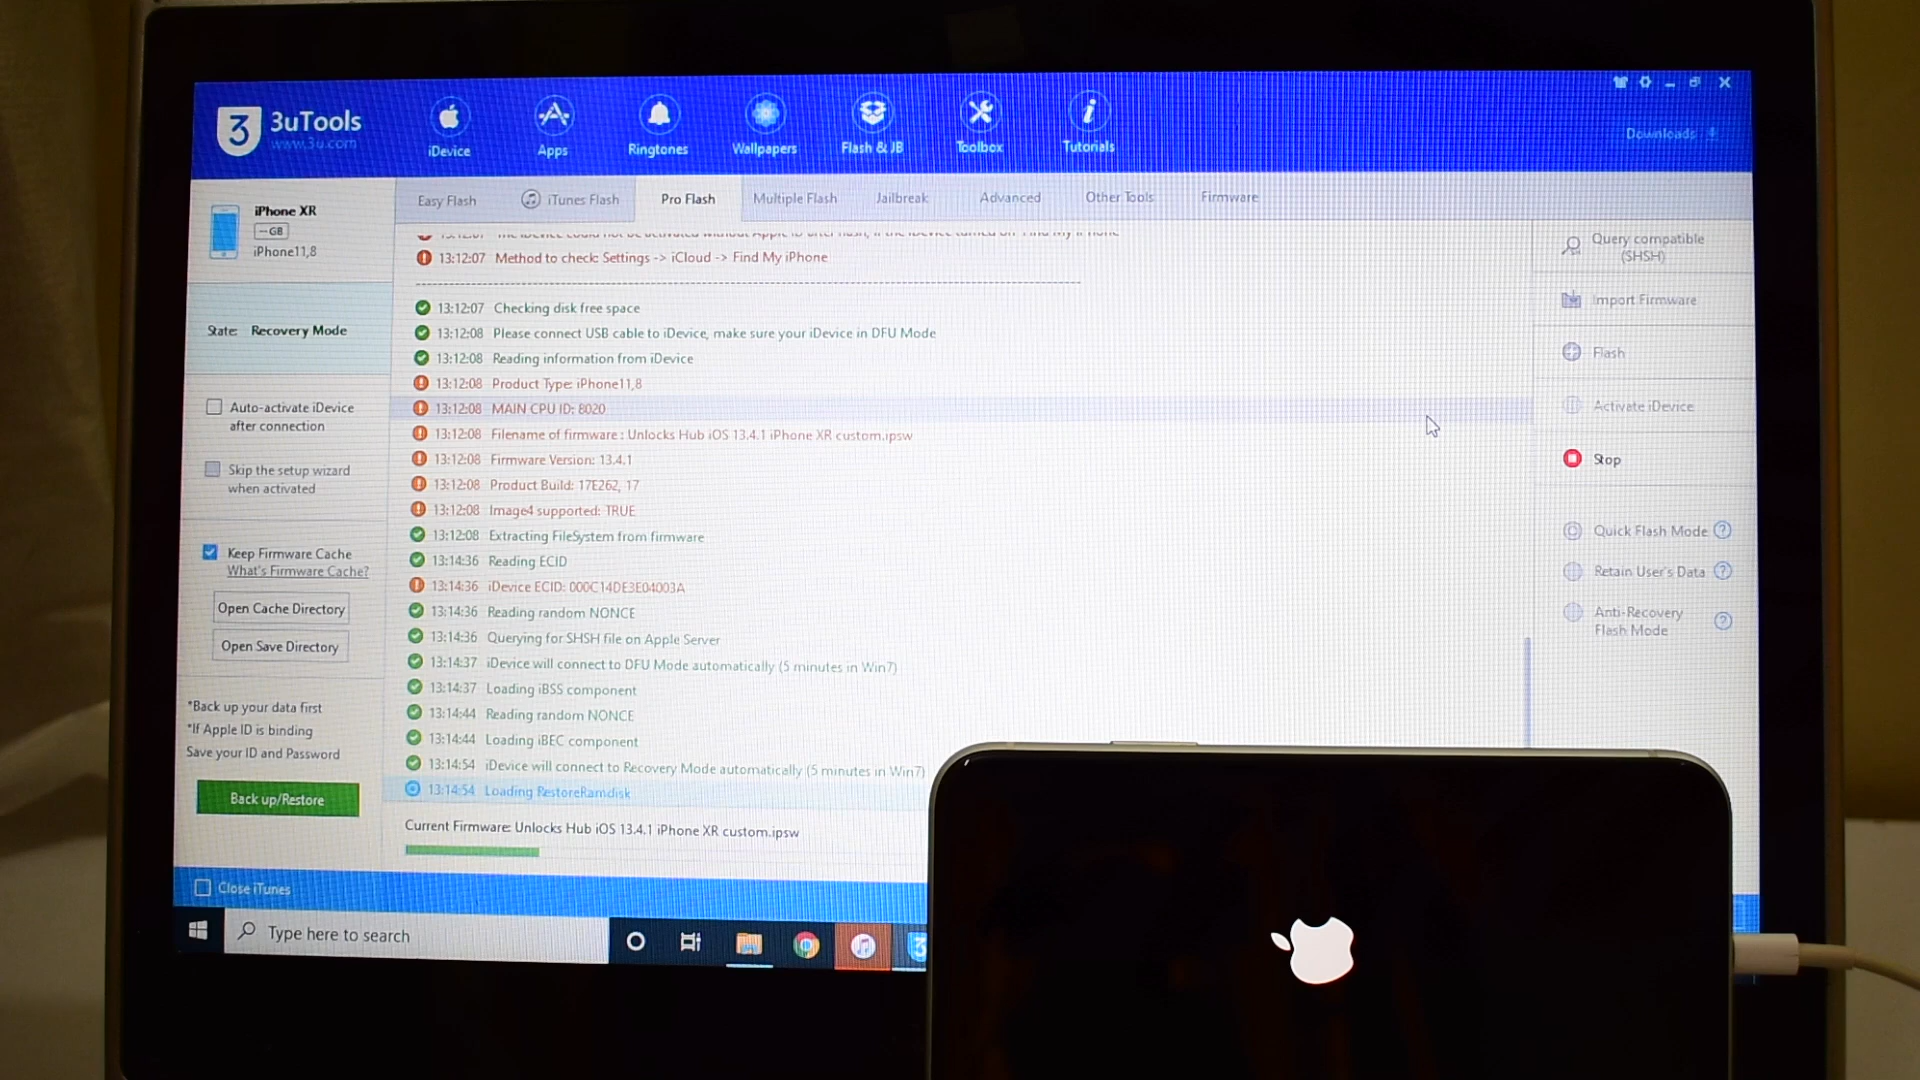 3 3uTools
www.3u.com
iDevice
Apps
Ringtones
Wallpapers
Flash & JB
Toolbox
Tutorials
Downloads
iPhone XR
--GB
iPhone11,8
State: Recovery Mode
Auto-activate iDevice
after connection
Skip the setup wizard
when activated
Keep Firmware Cache
What's Firmware Cache?
Open Cache Directory
Open Save Directory
*Back up your data first
*If Apple ID is binding
Save your ID and Password
Back up/Restore
Easy Flash
iTunes Flash
Pro Flash
Multiple Flash
Jailbreak
Advanced
Other Tools
Firmware
13:12:07 Method to check: Settings -> iCloud -> Find My iPhone
13:12:07 Checking disk free space
13:12:08 Please connect USB cable to iDevice, make sure your iDevice in DFU Mode
13:12:08 Reading information from iDevice
13:12:08 Product Type: iPhone11,8
13:12:08 MAIN CPU ID: 8020
13:12:08 Filename of firmware : Unlocks Hub iOS 13.4.1 iPhone XR custom.ipsw
13:12:08 Firmware Version: 13.4.1
13:12:08 Product Build: 17E262, 17
13:12:08 Image4 supported: TRUE
13:12:08 Extracting FileSystem from firmware
13:14:36 Reading ECID
13:14:36 iDevice ECID: 000C14DE3E04003A
13:14:36 Reading random NONCE
13:14:36 Querying for SHSH file on Apple Server
13:14:37 iDevice will connect to DFU Mode automatically (5 minutes in Win7)
13:14:37 Loading iBSS component
13:14:44 Reading random NONCE
13:14:44 Loading iBEC component
13:14:54 iDevice will connect to Recovery Mode automatically (5 minutes in Win7)
13:14:54 Loading RestoreRamdisk
Current Firmware: Unlocks Hub iOS 13.4.1 iPhone XR custom.ipsw
Query compatible
(SHSH)
Import Firmware
Flash
Activate iDevice
Stop
Quick Flash Mode ?
Retain User's Data ?
Anti-Recovery
Flash Mode ?
Close iTunes
Type here to search